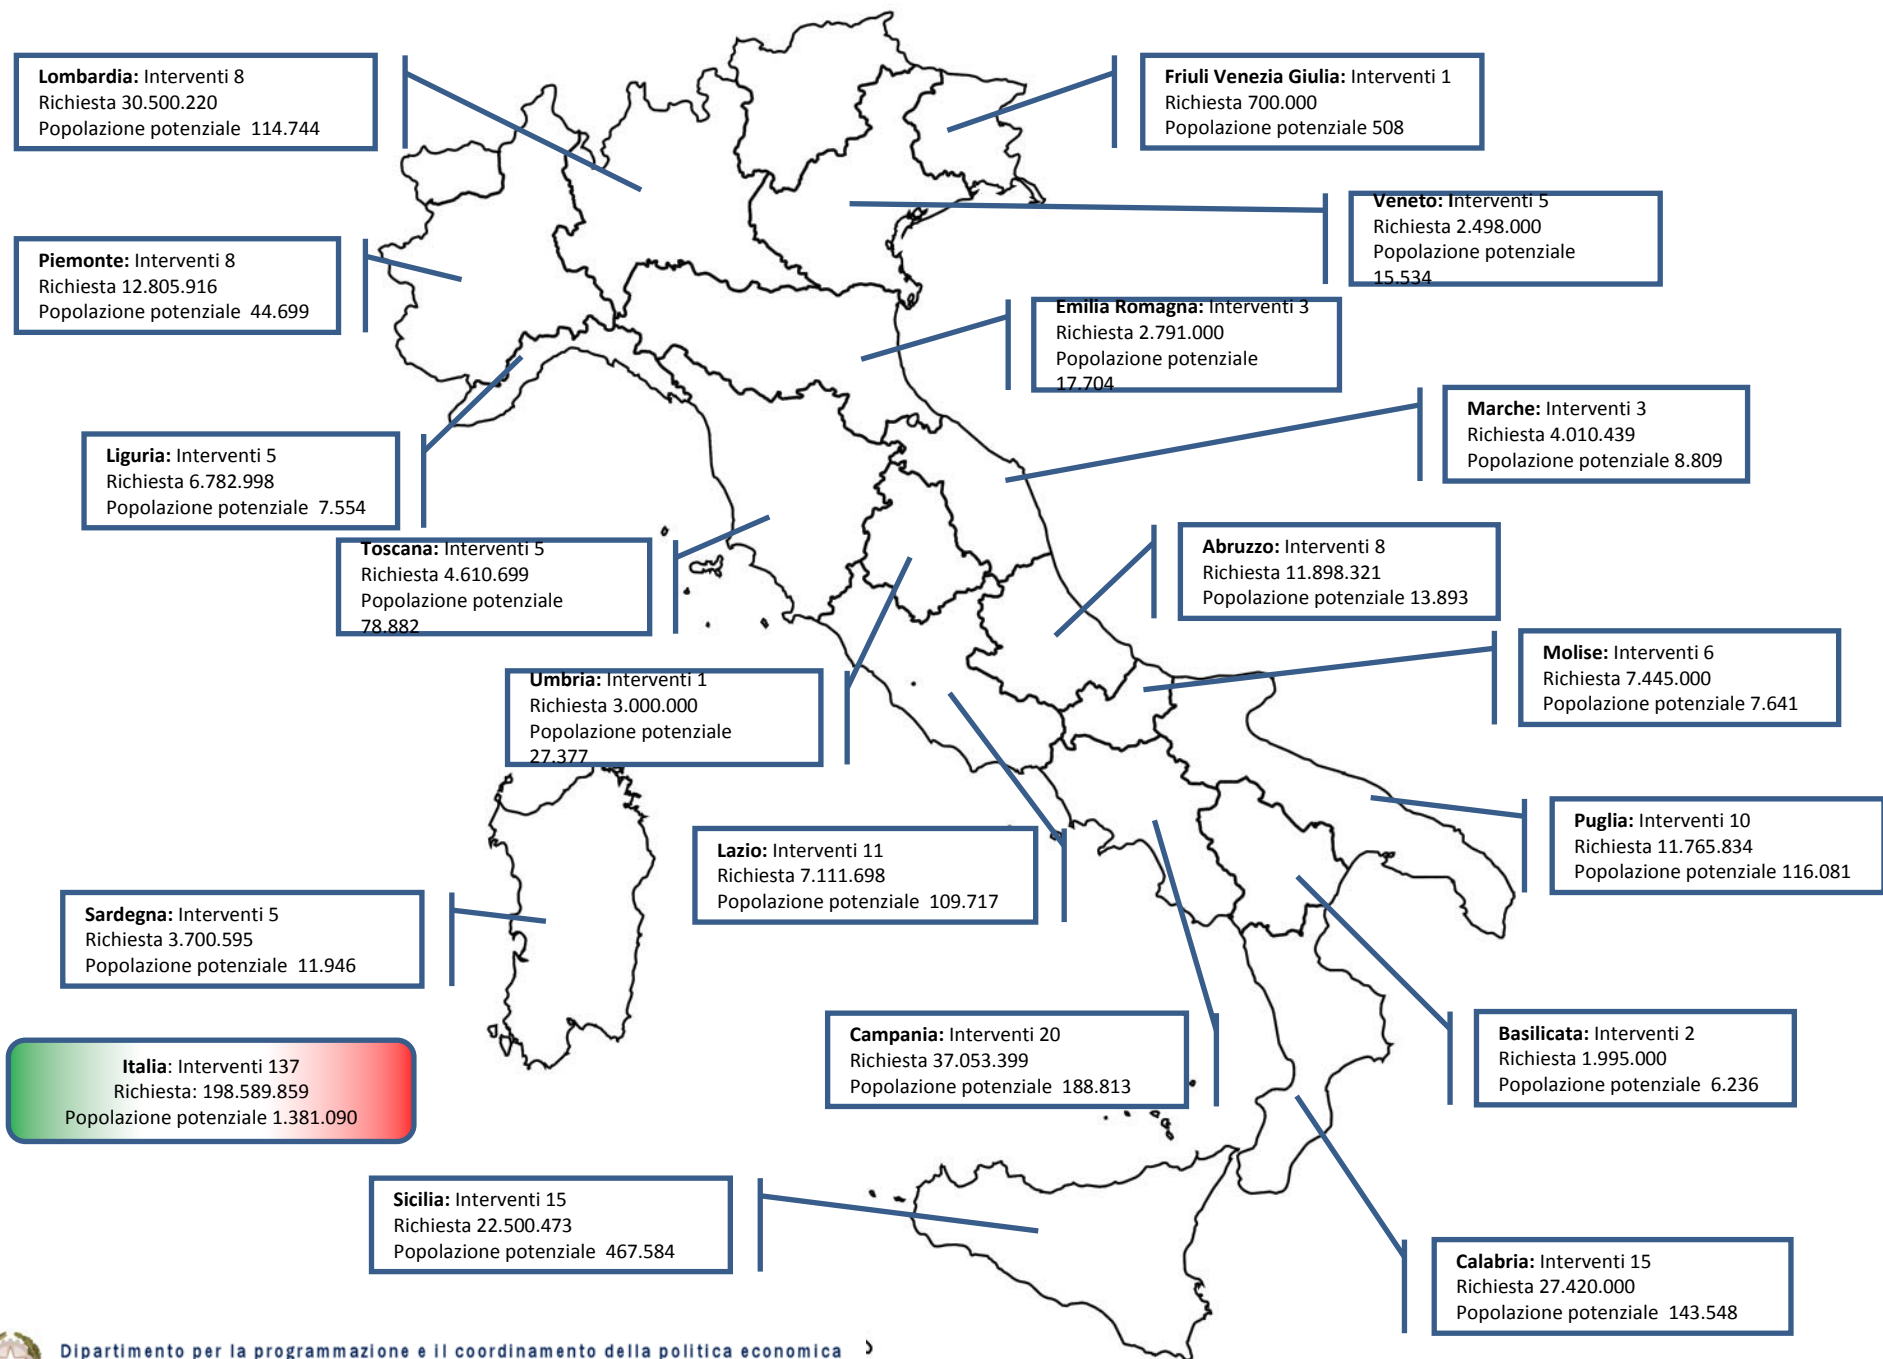 Lombardia: Interventi 8
Richiesta 30.500.220
Popolazione potenziale 114.744
Friuli Venezia Giulia: Interventi 1
Richiesta 700.000
Popolazione potenziale 508
Veneto: Interventi 5
Richiesta 2.498.000
Popolazione potenziale
15.534
Piemonte: Interventi 8
Richiesta 12.805.916
Popolazione potenziale 44.699
Emilia Romagna: Interventi 3
Richiesta 2.791.000
Popolazione potenziale
17.704
Marche: Interventi 3
Richiesta 4.010.439
Popolazione potenziale 8.809
Liguria: Interventi 5
Richiesta 6.782.998
Popolazione potenziale 7.554
Toscana: Interventi 5
Richiesta 4.610.699
Popolazione potenziale
78.882
Abruzzo: Interventi 8
Richiesta 11.898.321
Popolazione potenziale 13.893
Molise: Interventi 6
Richiesta 7.445.000
Popolazione potenziale 7.641
Umbria: Interventi 1
Richiesta 3.000.000
Popolazione potenziale
27.377
Puglia: Interventi 10
Richiesta 11.765.834
Popolazione potenziale 116.081
Lazio: Interventi 11
Richiesta 7.111.698
Popolazione potenziale 109.717
Sardegna: Interventi 5
Richiesta 3.700.595
Popolazione potenziale 11.946
Campania: Interventi 20
Richiesta 37.053.399
Popolazione potenziale 188.813
Basilicata: Interventi 2
Richiesta 1.995.000
Popolazione potenziale 6.236
Italia: Interventi 137
Richiesta: 198.589.859
Popolazione potenziale 1.381.090
Sicilia: Interventi 15
Richiesta 22.500.473
Popolazione potenziale 467.584
Calabria: Interventi 15
Richiesta 27.420.000
Popolazione potenziale 143.548
Dipartimento per la programmazione e il coordinamento della politica economica